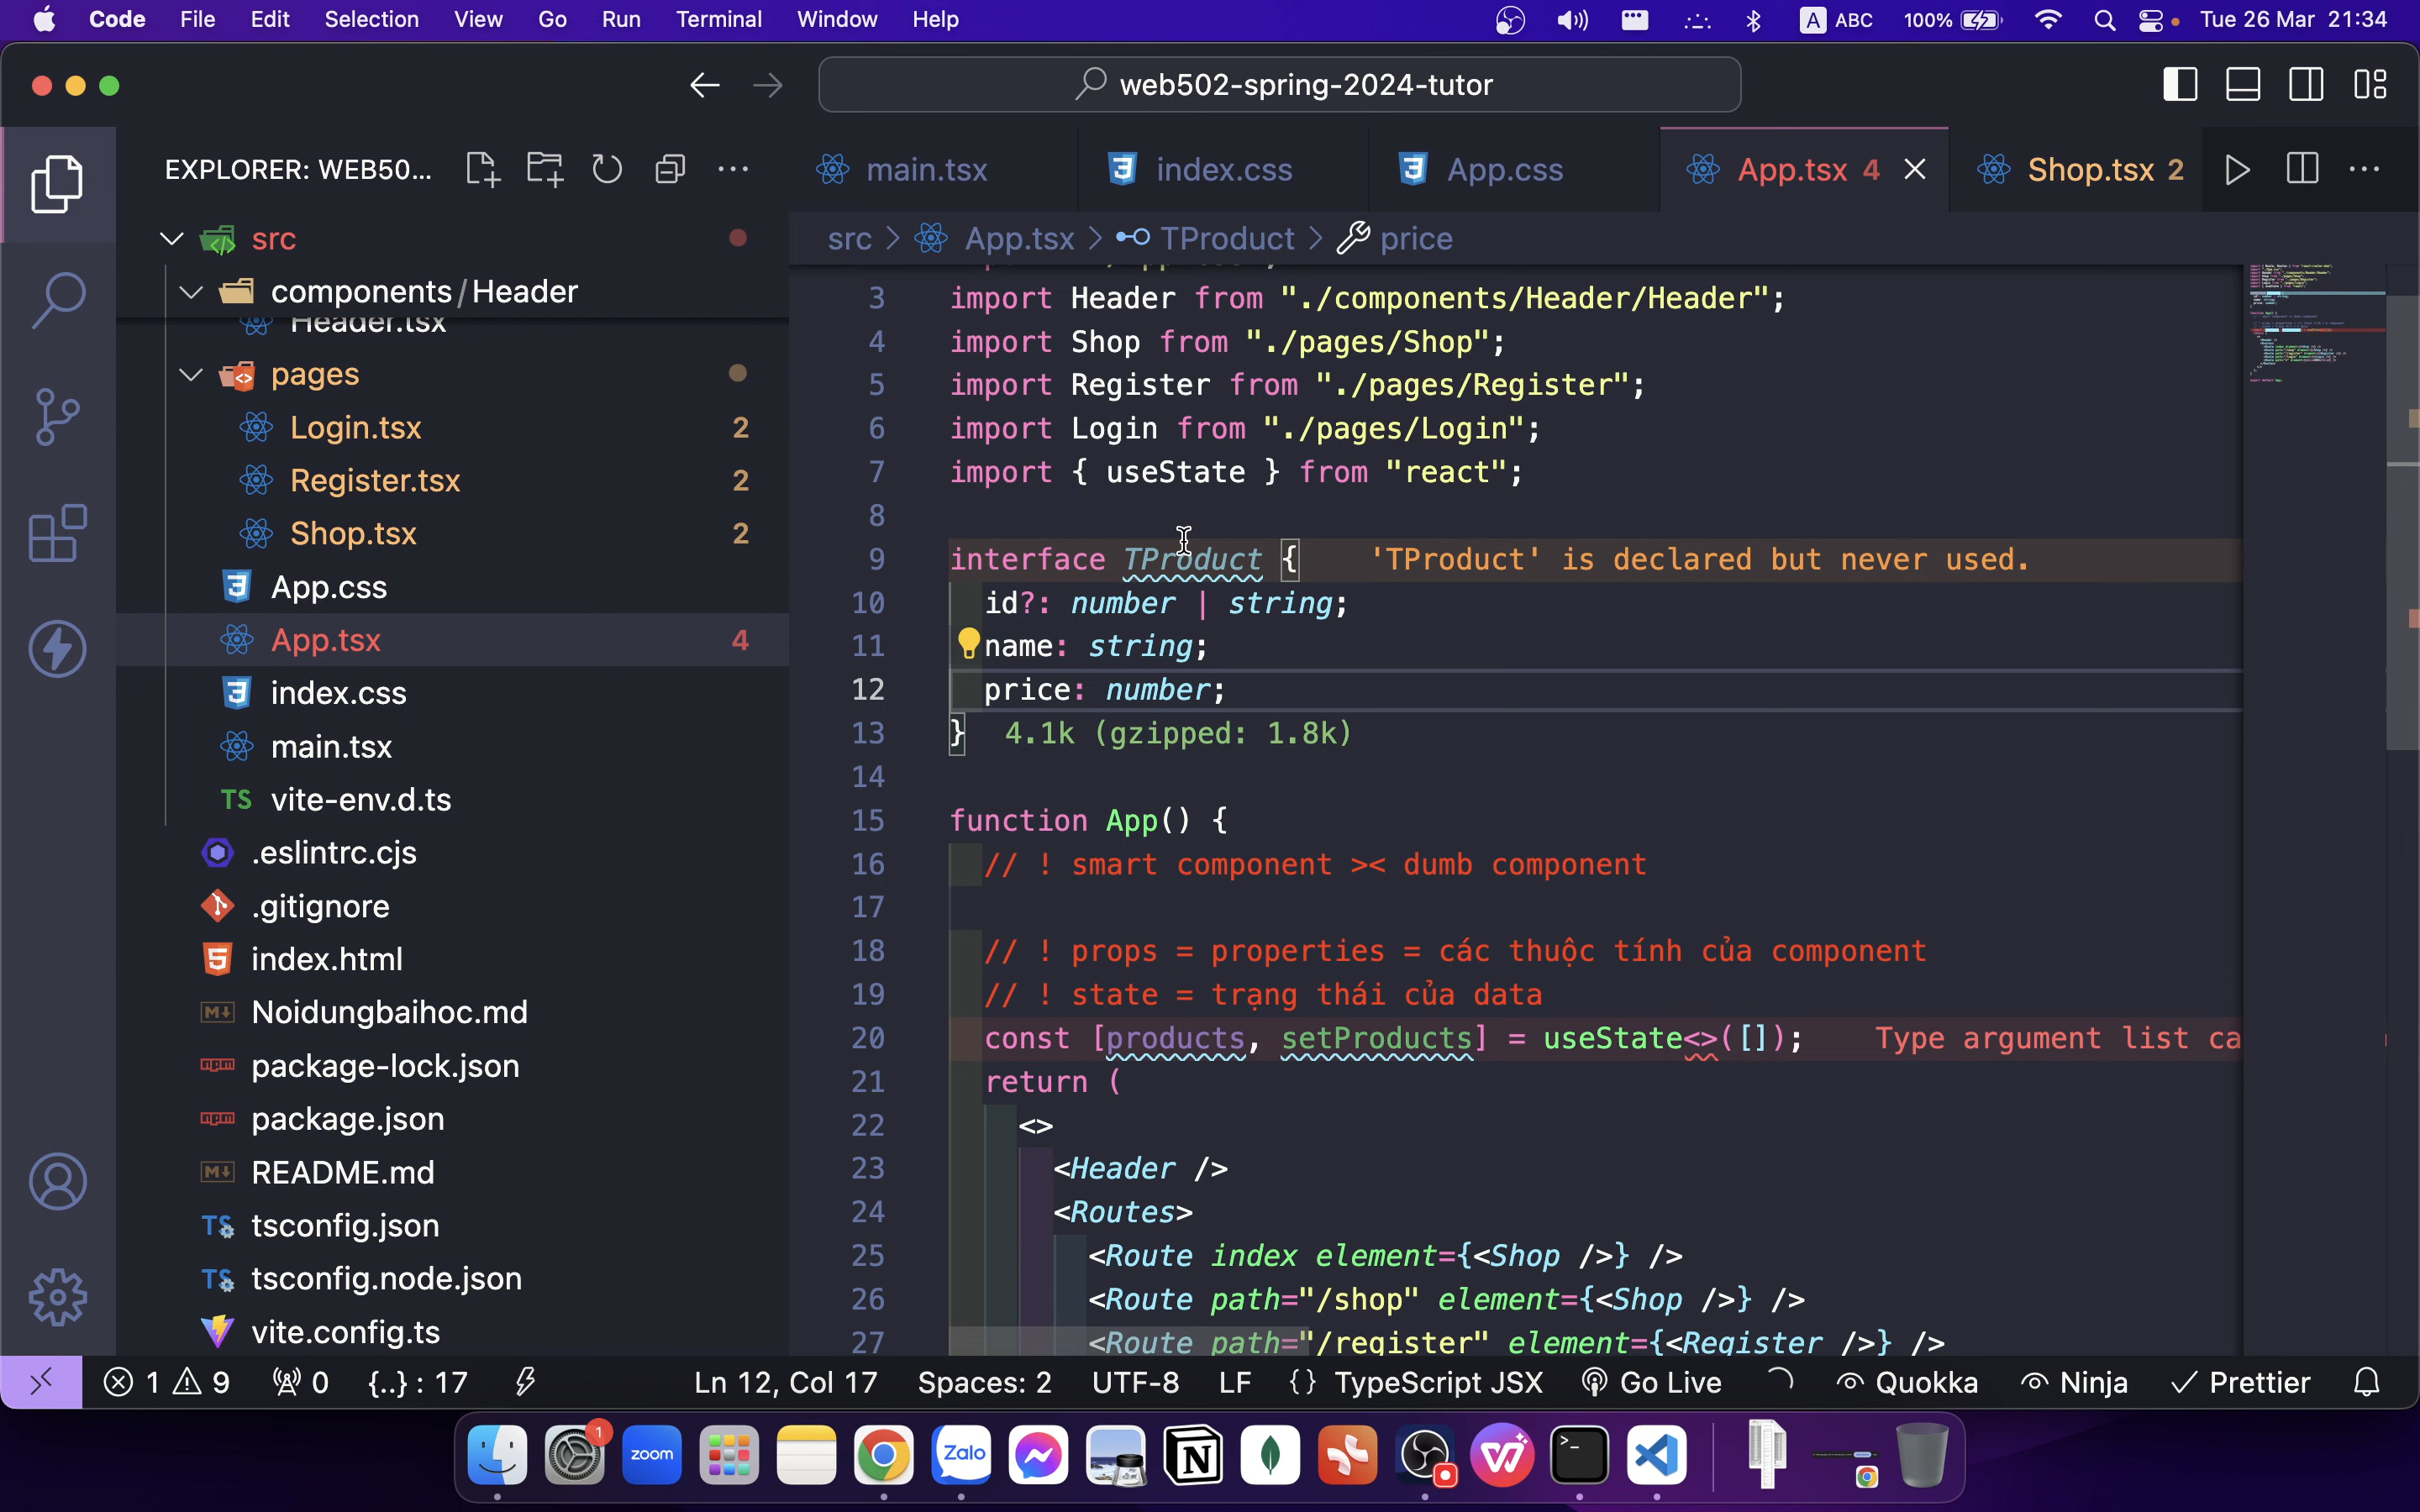 Code File Edit Selection View Go Run Terminal Window Help A ABC 100% Tue 26 Mar 21:34
web502-spring-2024-tutor
EXPLORER: WEB50...
main.tsx index.css App.css App.tsx 4 Shop.tsx 2
src
components / Header
Header.tsx
pages
Login.tsx 2
Register.tsx 2
Shop.tsx 2
App.css
App.tsx 4
index.css
main.tsx
TS vite-env.d.ts
.eslintrc.cjs
.gitignore
index.html
Noidungbaihoc.md
package-lock.json
package.json
README.md
tsconfig.json
tsconfig.node.json
vite.config.ts
src > App.tsx > TProduct > price
3 import Header from "./components/Header/Header";
4 import Shop from "./pages/Shop";
5 import Register from "./pages/Register";
6 import Login from "./pages/Login";
7 import { useState } from "react";
8
9 interface TProduct { 'TProduct' is declared but never used.
10 id?: number | string;
11 name: string;
12 price: number;
13 } 4.1k (gzipped: 1.8k)
14
15 function App() {
16 // ! smart component >< dumb component
17
18 // ! props = properties = các thuộc tính của component
19 // ! state = trạng thái của data
20 const [products, setProducts] = useState<>([]); Type argument list ca
21 return (
22 <>
23 <Header />
24 <Routes>
25 <Route index element={<Shop />} />
26 <Route path="/shop" element={<Shop />} />
27 <Route path="/register" element={<Register />} />
1 9 0 {..} : 17 Ln 12, Col 17 Spaces: 2 UTF-8 LF {} TypeScript JSX Go Live Quokka Ninja Prettier
1 zoom Zalo